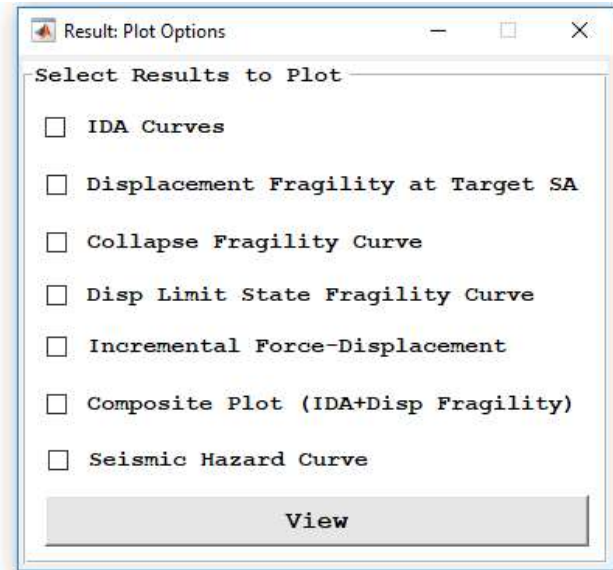 Result: Plot Options
Select Results to Plot
IDA Curves
Displacement Fragility at Target SA
Collapse Fragility Curve
Disp Limit State Fragility Curve
Incremental Force-Displacement
Composite Plot (IDA+Disp Fragility)
Seismic Hazard Curve
View